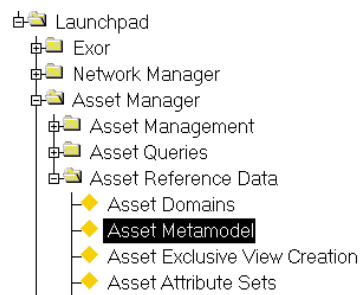 Launchpad
Exor
Network Manager
Asset Manager
Asset Management
Asset Queries
Asset Reference Data
Asset Domains
Asset Metamodel
Asset Exclusive View Creation
Asset Attribute Sets